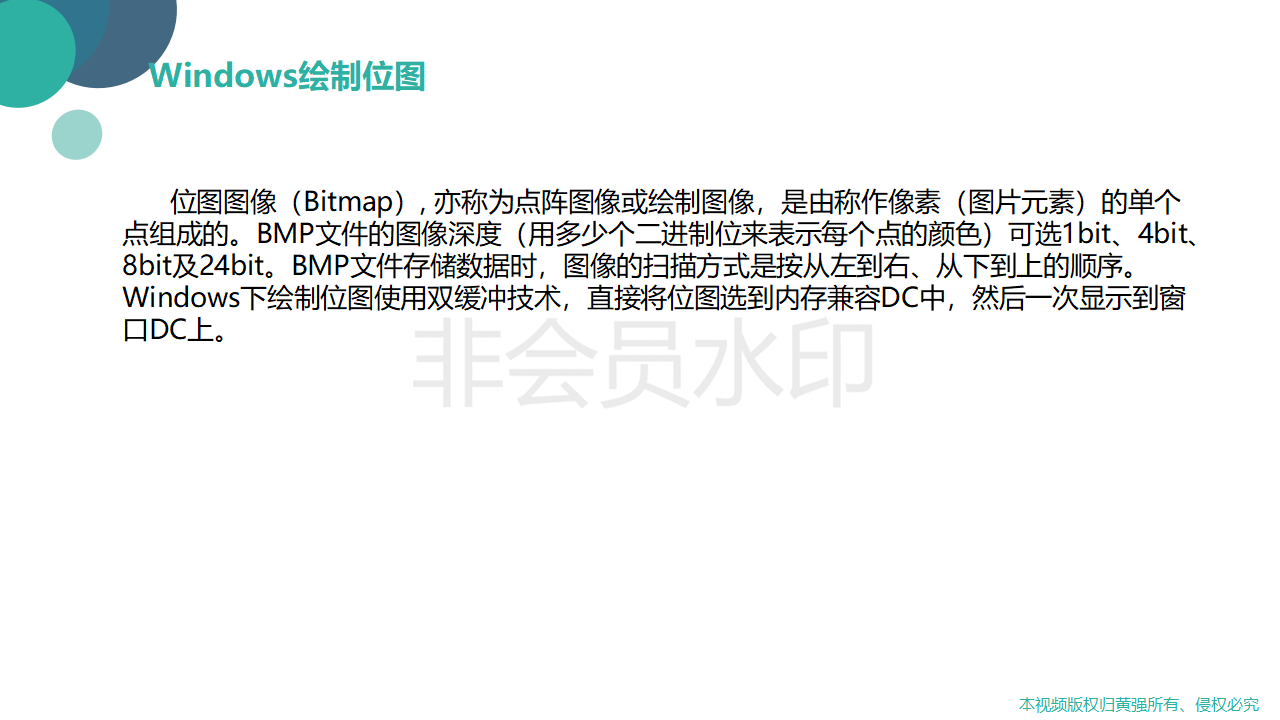 Windows绘制位图
位图图像（Bitmap）, 亦称为点阵图像或绘制图像，是由称作像素（图片元素）的单个
点组成的。BMP文件的图像深度（用多少个二进制位来表示每个点的颜色）可选1bit、4bit、
8bit及24bit。BMP文件存储数据时，图像的扫描方式是按从左到右、从下到上的顺序。
Windows下绘制位图使用双缓冲技术，直接将位图选到内存兼容DC中，然后一次显示到窗
口DC上。
非会员水印
本视频版权归黄强所有、侵权必究